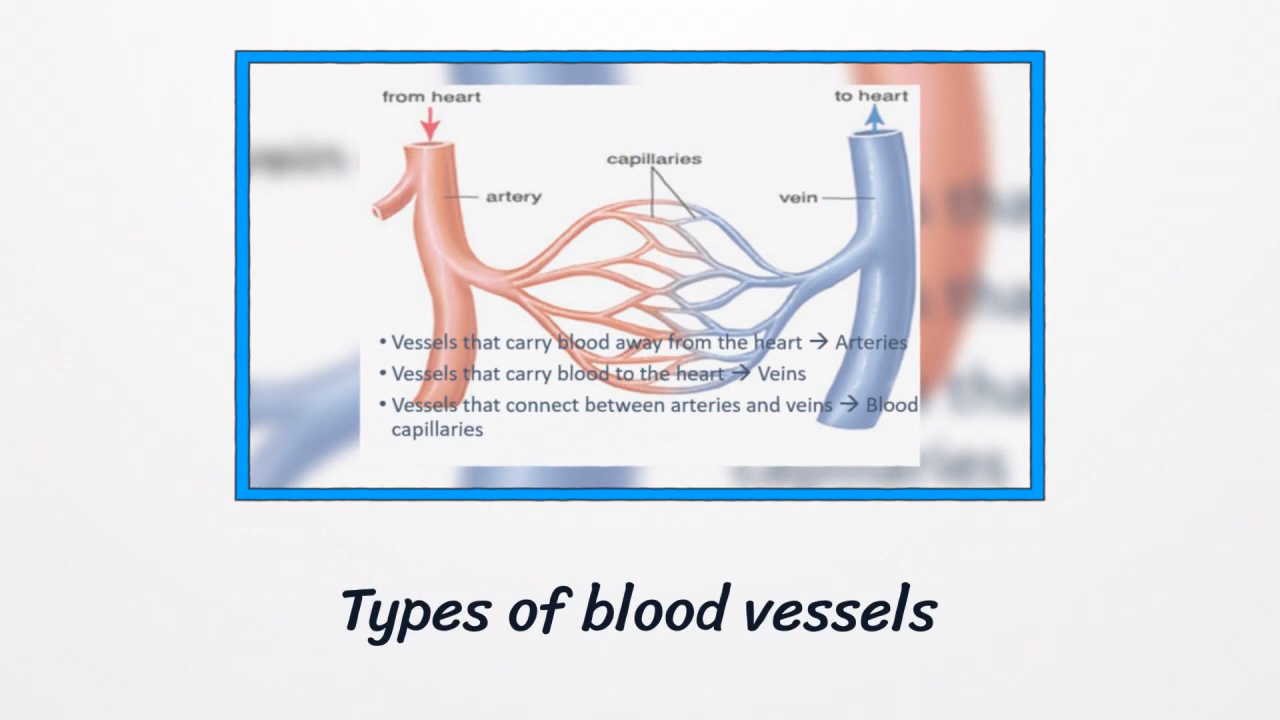 from heart
to heart
capillaries
artery
vein
• Vessels that carry blood away from the heart → Arteries
• Vessels that carry blood to the heart → Veins
• Vessels that connect between arteries and veins → Blood
capillaries
Types of blood vessels